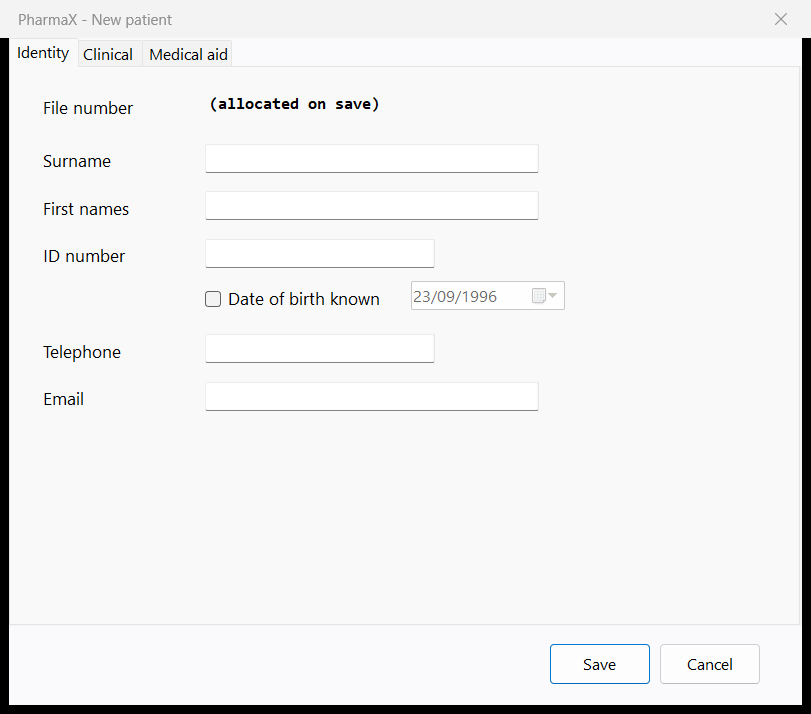 PharmaX - New patient
Identity Clinical Medical aid
File number (allocated on save)
Surname
First names
ID number
Date of birth known 23/09/1996
Telephone
Email
Save Cancel